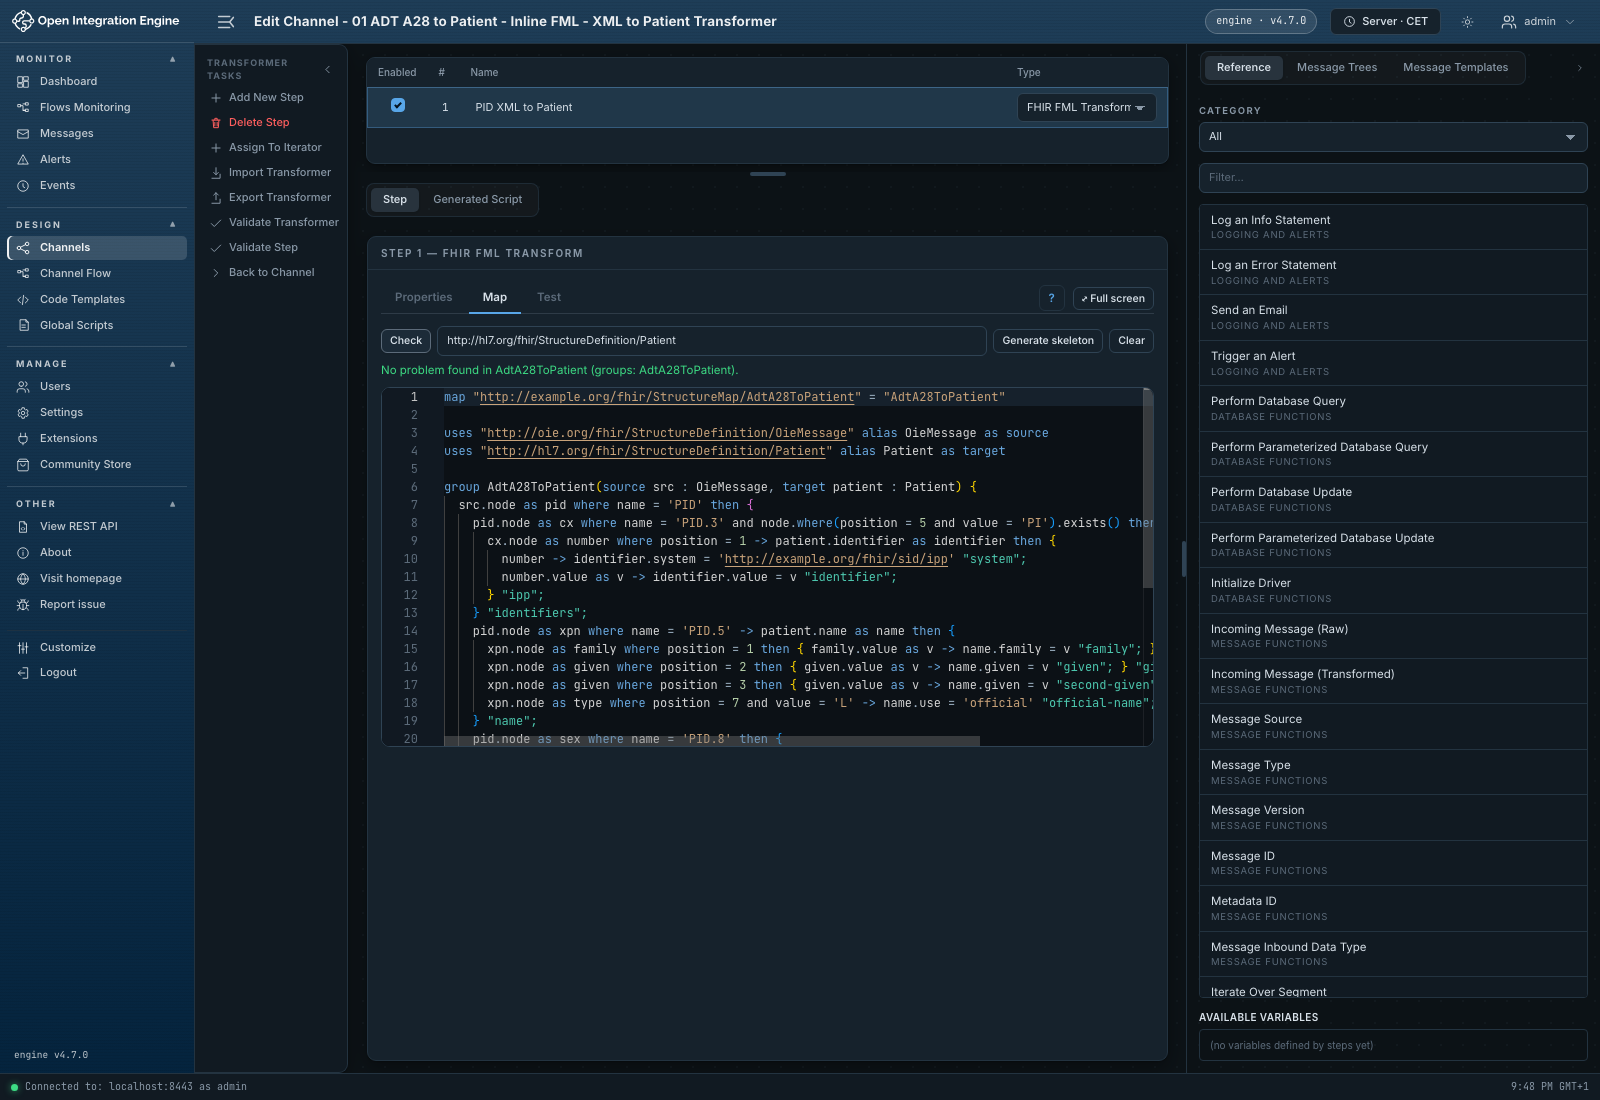 Open Integration Engine
Edit Channel - 01 ADT A28 to Patient - Inline FML - XML to Patient Transformer
engine · v4.7.0
Server · CET
admin
MONITOR
Dashboard
Flows Monitoring
Messages
Alerts
Events
DESIGN
Channels
Channel Flow
Code Templates
Global Scripts
MANAGE
Users
Settings
Extensions
Community Store
OTHER
View REST API
About
Visit homepage
Report issue
Customize
Logout
engine v4.7.0
TRANSFORMER
TASKS
Add New Step
Delete Step
Assign To Iterator
Import Transformer
Export Transformer
Validate Transformer
Validate Step
Back to Channel
Enabled # Name Type
1 PID XML to Patient FHIR FML Transform
Step Generated Script
STEP 1 — FHIR FML TRANSFORM
Properties Map Test ? Full screen
Check http://hl7.org/fhir/StructureDefinition/Patient Generate skeleton Clear
No problem found in AdtA28ToPatient (groups: AdtA28ToPatient).
1 map "http://example.org/fhir/StructureMap/AdtA28ToPatient" = "AdtA28ToPatient"
2
3 uses "http://oie.org/fhir/StructureDefinition/OieMessage" alias OieMessage as source
4 uses "http://hl7.org/fhir/StructureDefinition/Patient" alias Patient as target
5
6 group AdtA28ToPatient(source src : OieMessage, target patient : Patient) {
7 src.node as pid where name = 'PID' then {
8 pid.node as cx where name = 'PID.3' and node.where(position = 5 and value = 'PI').exists() then
9 cx.node as number where position = 1 -> patient.identifier as identifier then {
10 number -> identifier.system = 'http://example.org/fhir/sid/ipp' "system";
11 number.value as v -> identifier.value = v "identifier";
12 } "ipp";
13 } "identifiers";
14 pid.node as xpn where name = 'PID.5' -> patient.name as name then {
15 xpn.node as family where position = 1 then { family.value as v -> name.family = v "family"; }
16 xpn.node as given where position = 2 then { given.value as v -> name.given = v "given"; } "gi
17 xpn.node as given where position = 3 then { given.value as v -> name.given = v "second-given"
18 xpn.node as type where position = 7 and value = 'L' -> name.use = 'official' "official-name";
19 } "name";
20 pid.node as sex where name = 'PID.8' then {
Reference Message Trees Message Templates
CATEGORY
All
Filter...
Log an Info Statement
LOGGING AND ALERTS
Log an Error Statement
LOGGING AND ALERTS
Send an Email
LOGGING AND ALERTS
Trigger an Alert
LOGGING AND ALERTS
Perform Database Query
DATABASE FUNCTIONS
Perform Parameterized Database Query
DATABASE FUNCTIONS
Perform Database Update
DATABASE FUNCTIONS
Perform Parameterized Database Update
DATABASE FUNCTIONS
Initialize Driver
DATABASE FUNCTIONS
Incoming Message (Raw)
MESSAGE FUNCTIONS
Incoming Message (Transformed)
MESSAGE FUNCTIONS
Message Source
MESSAGE FUNCTIONS
Message Type
MESSAGE FUNCTIONS
Message Version
MESSAGE FUNCTIONS
Message ID
MESSAGE FUNCTIONS
Metadata ID
MESSAGE FUNCTIONS
Message Inbound Data Type
MESSAGE FUNCTIONS
Iterate Over Segment
AVAILABLE VARIABLES
(no variables defined by steps yet)
Connected to: localhost:8443 as admin
9:48 PM GMT+1